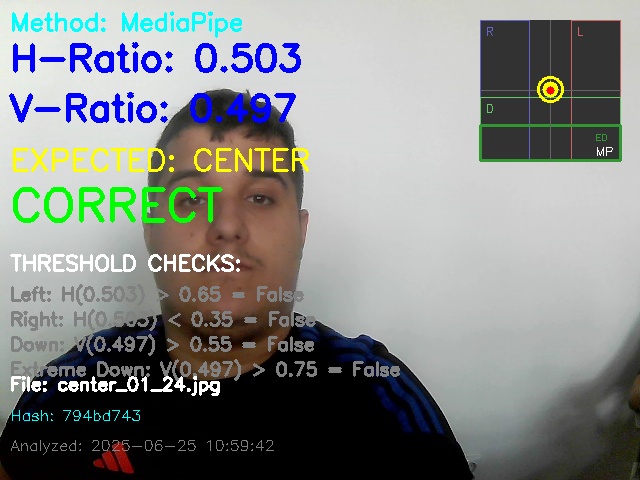 Method: MediaPipe
H-Ratio: 0.503
V-Ratio: 0.497
EXPECTED: CENTER
CORRECT
THRESHOLD CHECKS:
Left: H(0.503) > 0.65 = False
Right: H(0.503) < 0.35 = False
Down: V(0.497) > 0.55 = False
Extreme Down: V(0.497) > 0.75 = False
File: center_01_24.jpg
Hash: 794bd743
Analyzed: 2025-06-25 10:59:42
R L
D
ED
MP